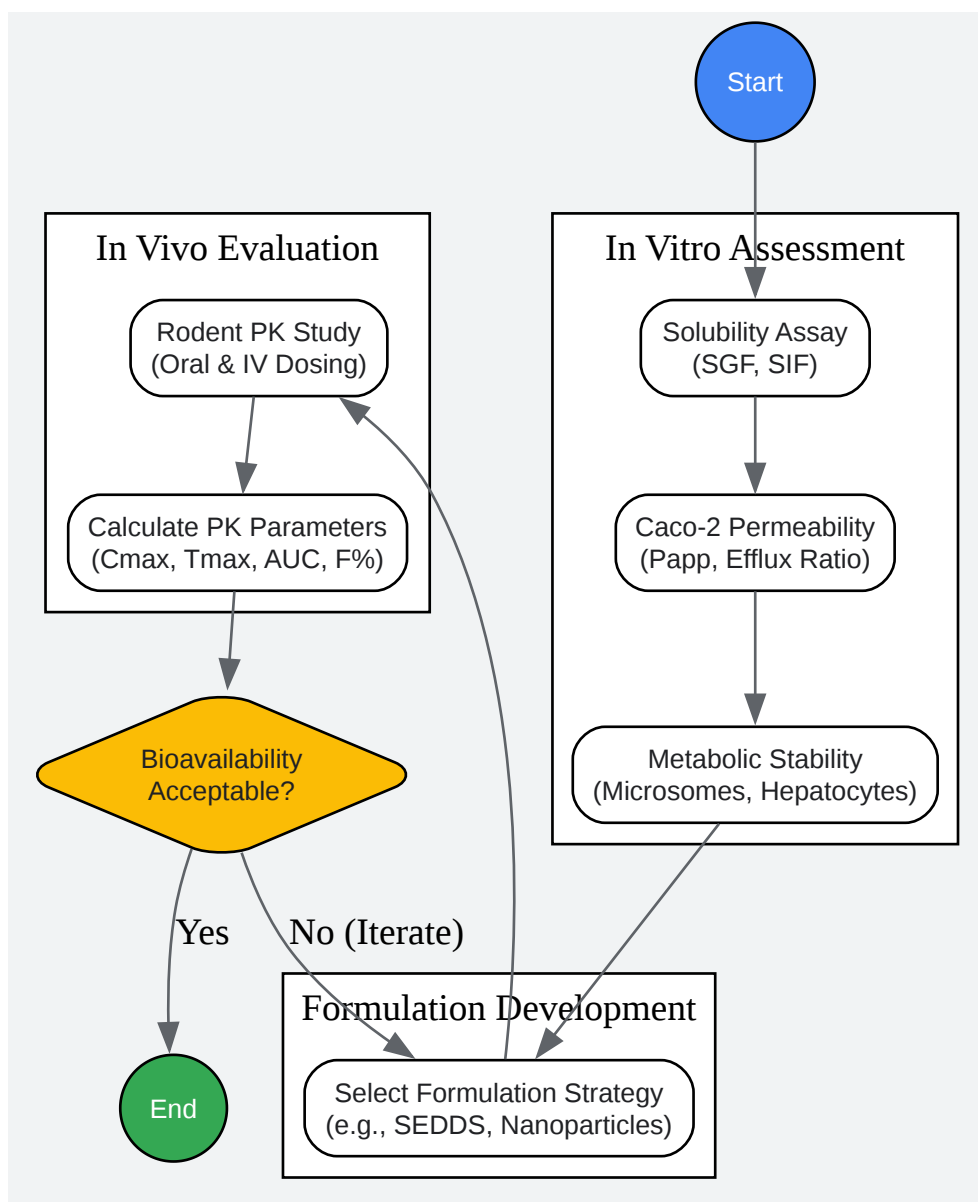 Start
In Vivo Evaluation
In Vitro Assessment
Rodent PK Study
(Oral & IV Dosing)
Solubility Assay
(SGF, SIF)
Calculate PK Parameters
(Cmax, Tmax, AUC, F%)
Caco-2 Permeability
(Papp, Efflux Ratio)
Bioavailability
Acceptable?
Metabolic Stability
(Microsomes, Hepatocytes)
Yes
No (Iterate)
Formulation Development
Select Formulation Strategy
(e.g., SEDDS, Nanoparticles)
End